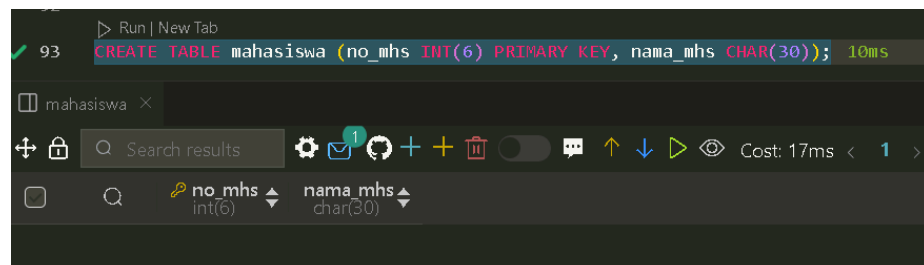 Run | New Tab
93 CREATE TABLE mahasiswa (no_mhs INT(6) PRIMARY KEY, nama_mhs CHAR(30)); 10ms
mahasiswa
Search results 1 Cost: 17ms < 1 >
no_mhs nama_mhs
int(6) char(30)